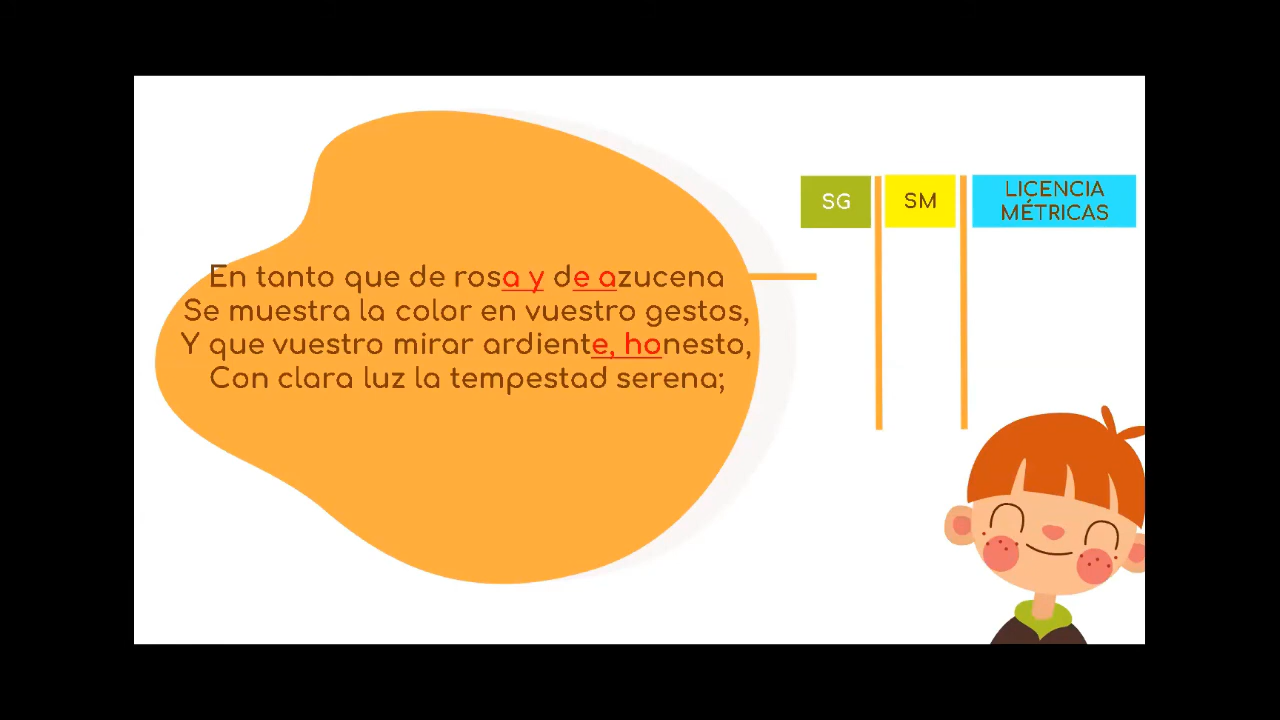 En tanto que de rosa y de azucena
Se muestra la color en vuestro gestos,
Y que vuestro mirar ardiente, honesto,
Con clara luz la tempestad serena;
SG
SM
LICENCIA
MÉTRICAS